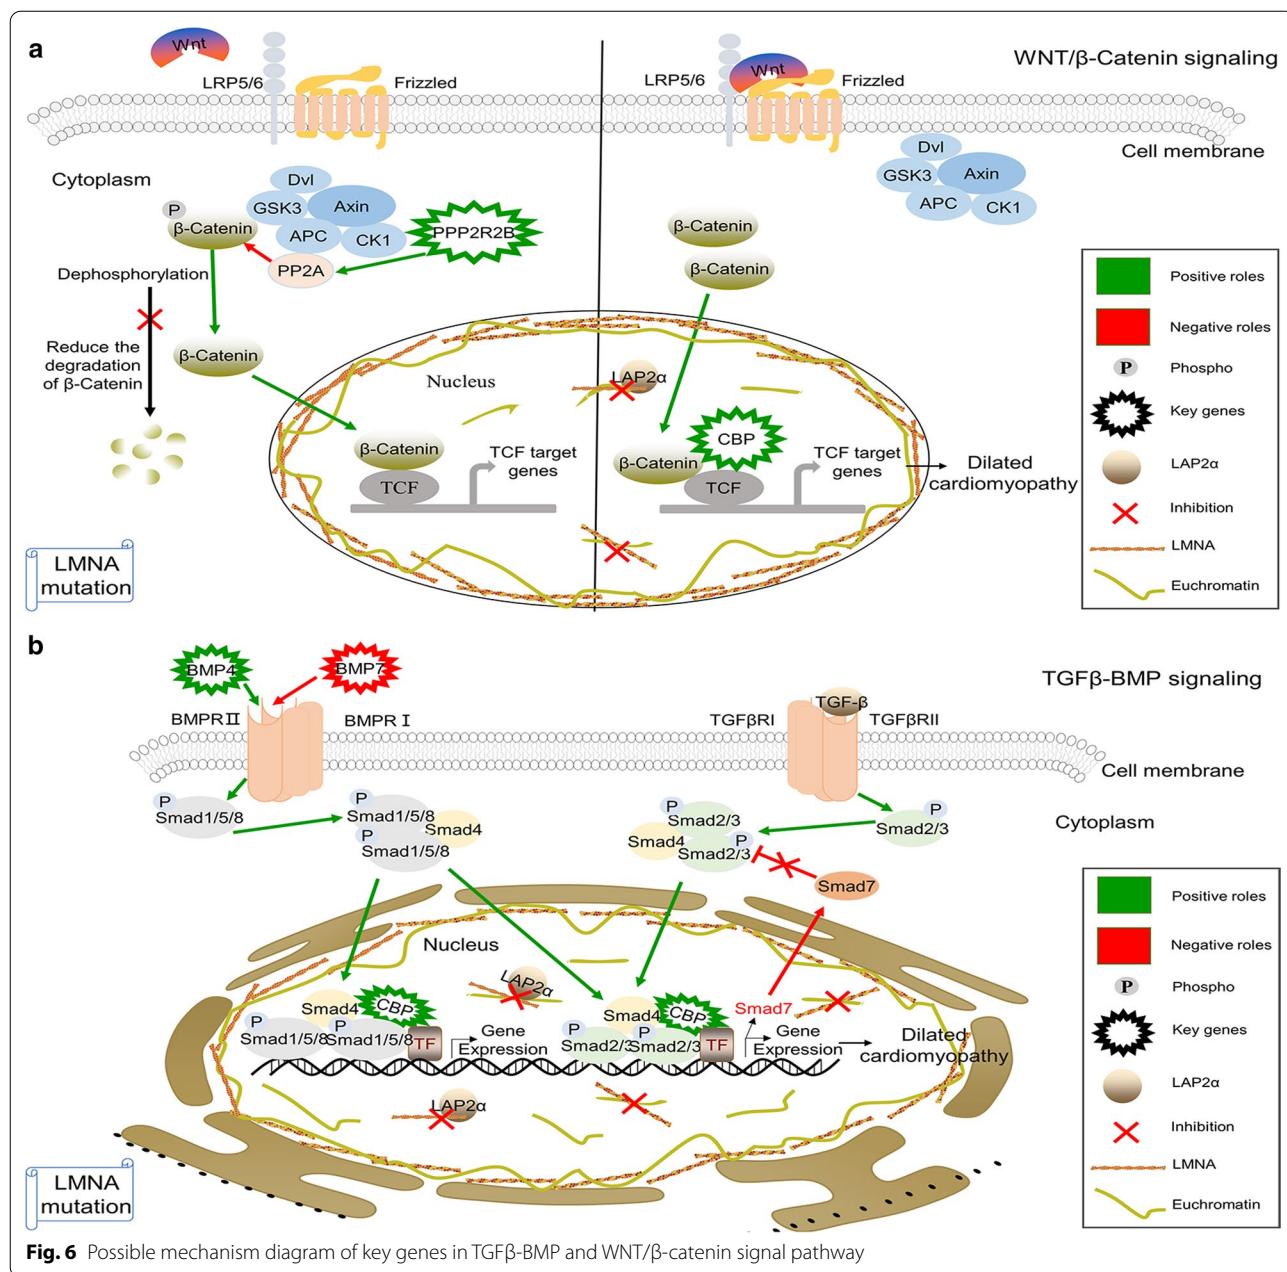 a
Wnt
LRP5/6
Frizzled
LRP5/6
Wnt
Frizzled
WNT/β-Catenin signaling
Cell membrane
Cytoplasm
P
β-Catenin
Dvl
GSK3
Axin
APC
CK1
PP2A
PPP2R2B
Dephosphorylation
Reduce the
degradation
of β-Catenin
β-Catenin
Dvl
GSK3
Axin
APC
CK1
β-Catenin
β-Catenin
Nucleus
LAP2α
β-Catenin
TCF
TCF target
genes
CBP
β-Catenin
TCF
TCF target
genes
Dilated
cardiomyopathy
LMNA
mutation
Positive roles
Negative roles
P
Phospho
Key genes
LAP2α
Inhibition
LMNA
Euchromatin
b
BMP4
BMP7
BMPRⅡ
BMPRⅠ
TGFβRI
TGF-β
TGFβRII
TGFβ-BMP signaling
Cell membrane
Cytoplasm
P
Smad1/5/8
P
Smad1/5/8
P
Smad1/5/8
Smad4
P
Smad2/3
Smad4
P
Smad2/3
P
Smad2/3
Smad7
Nucleus
LAP2α
Smad4
CBP
P
Smad1/5/8
P
Smad1/5/8
TF
Gene
Expression
Smad4
CBP
P
Smad2/3
P
Smad2/3
TF
Smad7
Gene
Expression
Dilated
cardiomyopathy
LAP2α
LMNA
mutation
Positive roles
Negative roles
P
Phospho
Key genes
LAP2α
Inhibition
LMNA
Euchromatin
Fig. 6 Possible mechanism diagram of key genes in TGFβ-BMP and WNT/β-catenin signal pathway